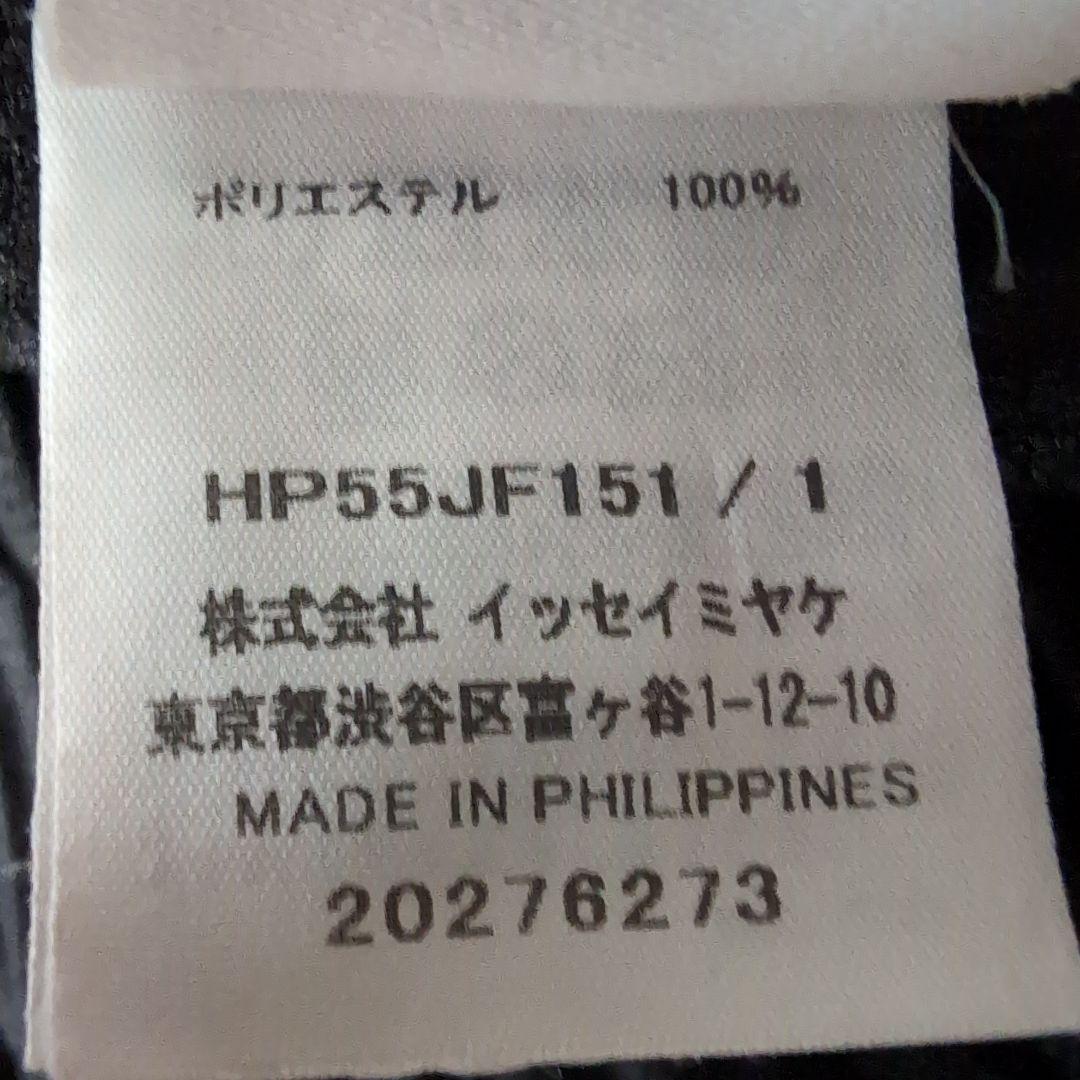 ポリエステル 100%
HP55JF151 / 1
株式会社 イッセイミヤケ
東京都渋谷区富ヶ谷1-12-10
MADE IN PHILIPPINES
20276273